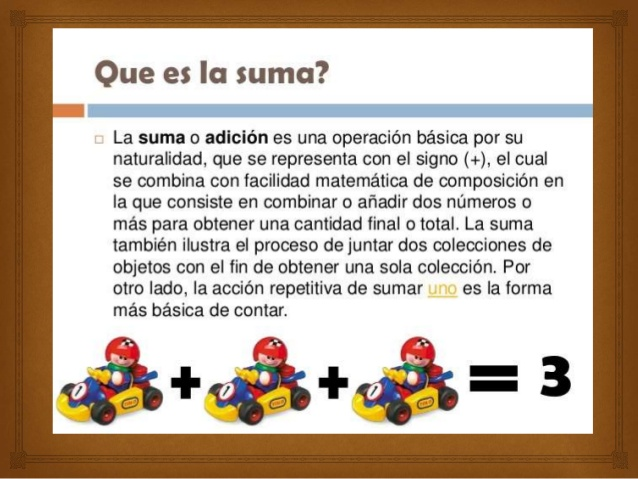 Que es la suma?
La suma o adición es una operación básica por su
naturalidad, que se representa con el signo (+), el cual
se combina con facilidad matemática de composición en
la que consiste en combinar o añadir dos números o
más para obtener una cantidad final o total. La suma
también ilustra el proceso de juntar dos colecciones de
objetos con el fin de obtener una sola colección. Por
otro lado, la acción repetitiva de sumar uno es la forma
más básica de contar.
+ + = 3